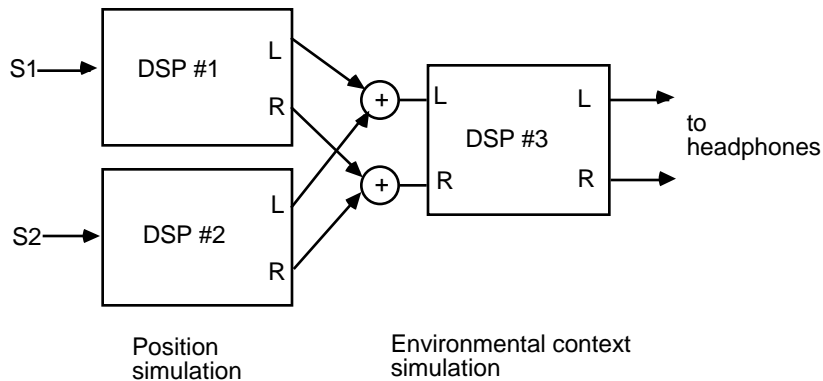 S1
DSP #1
L
R
+
L
DSP #3
L
to
headphones
+
R
R
S2
DSP #2
L
R
Position
simulation
Environmental context
simulation